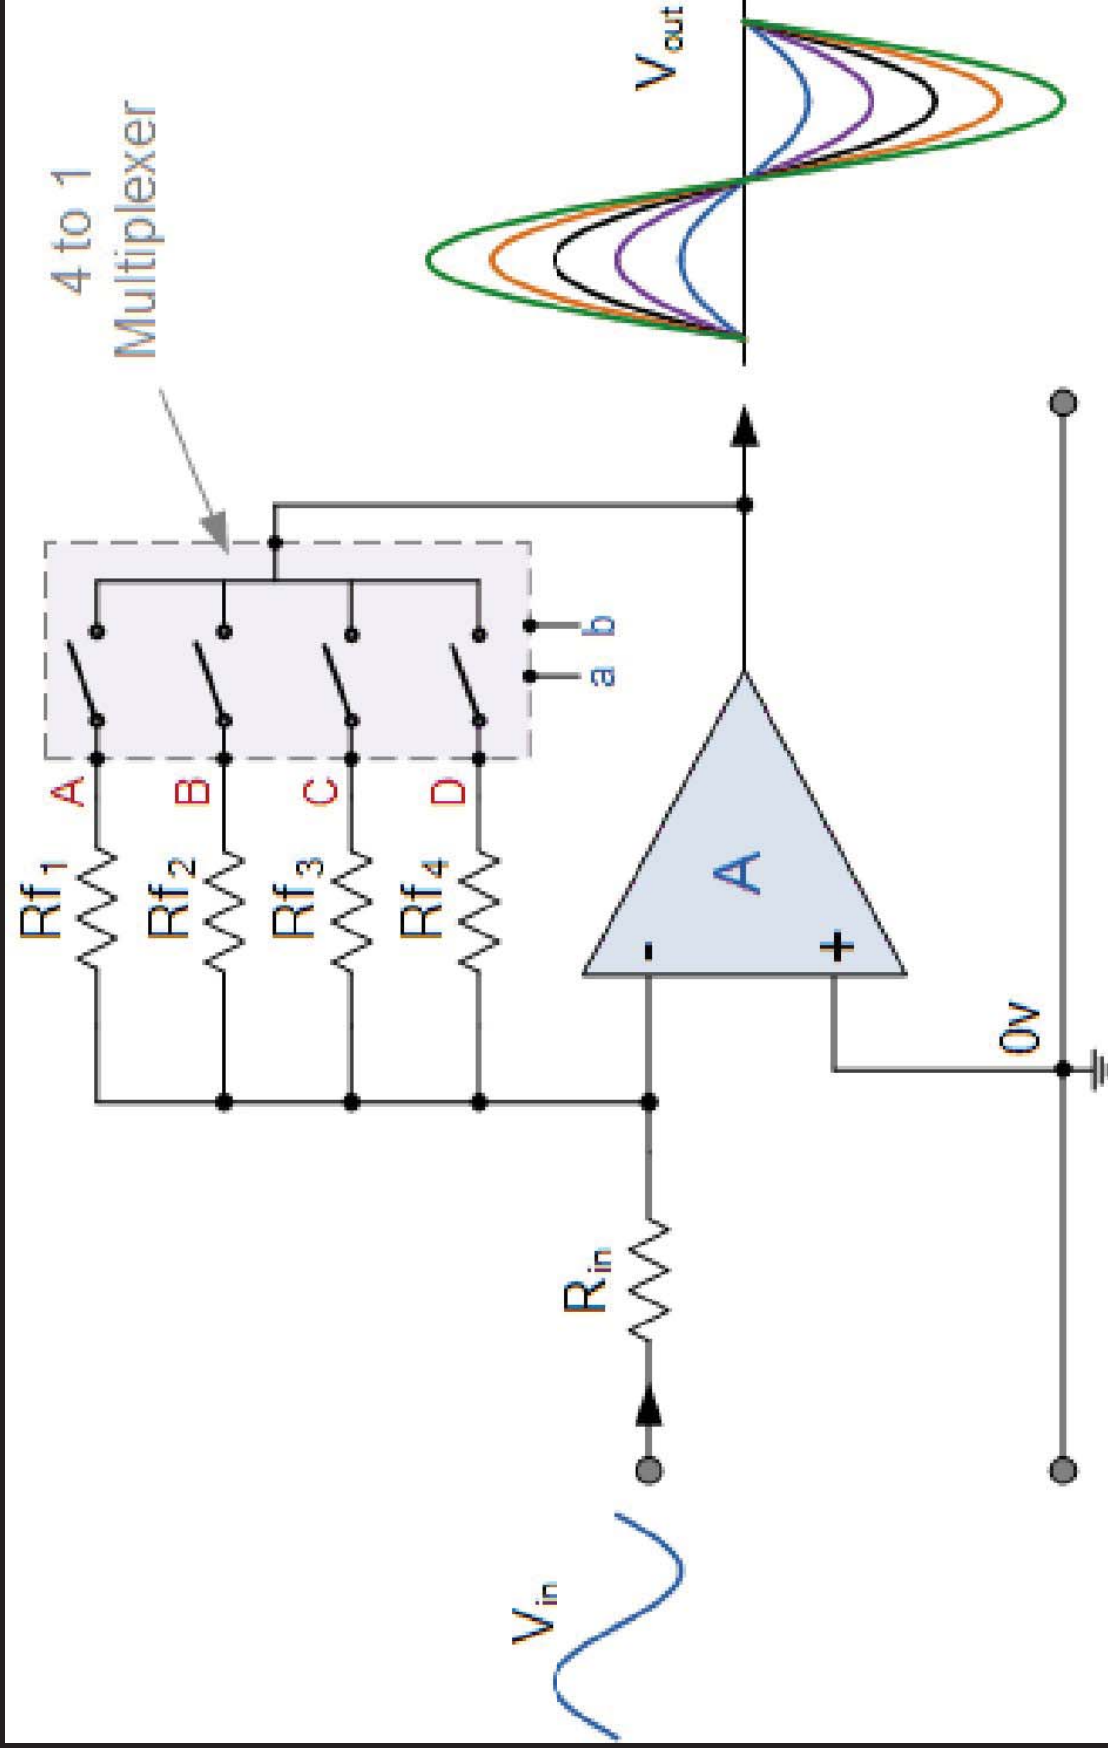 4 to 1
Multiplexer
Rf1
A
Rf2
B
Rf3
C
Rf4
D
a b
Vin
Rin
-
+
A
Vout
0v